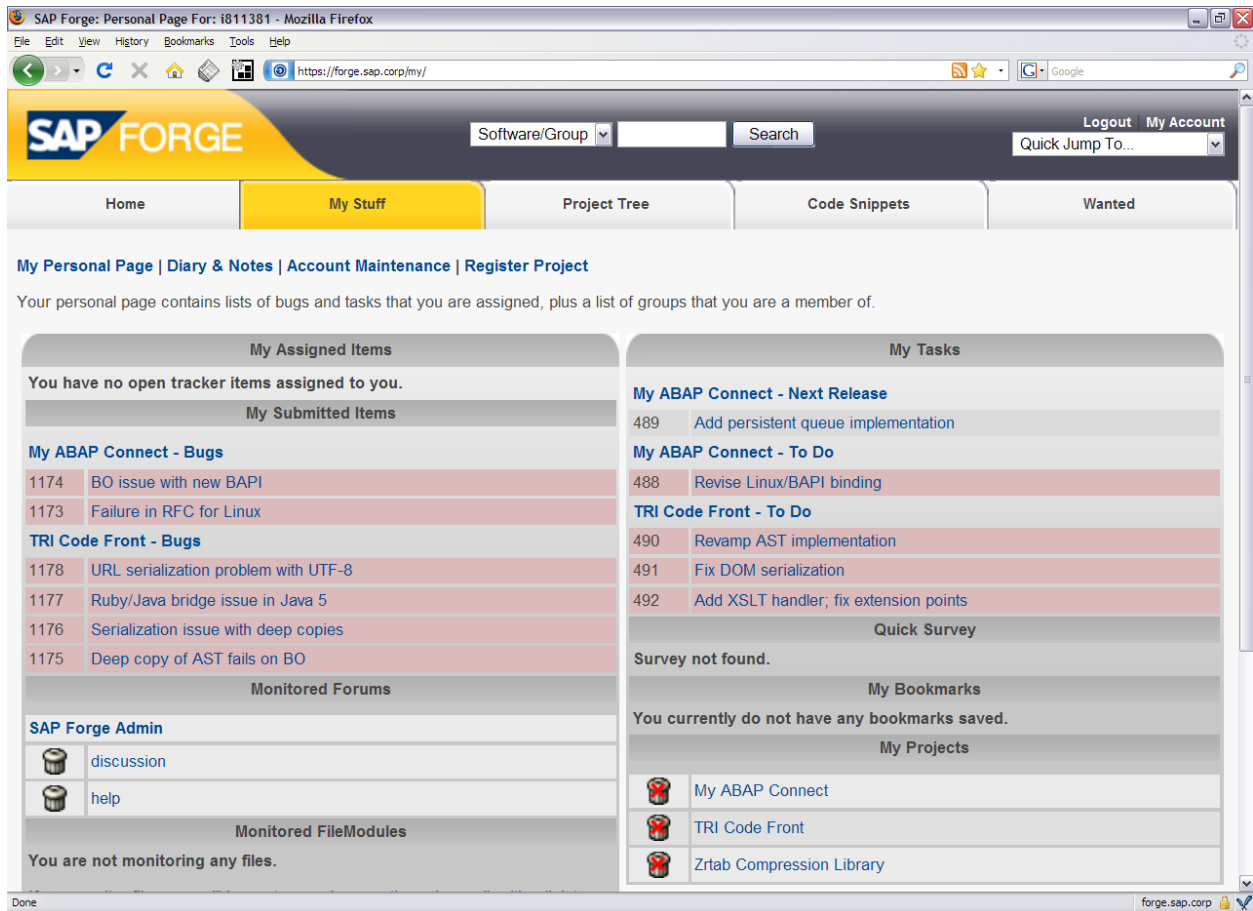 SAP Forge: Personal Page For: i811381 - Mozilla Firefox
File Edit View History Bookmarks Tools Help
https://forge.sap.corp/my/
G Google
SAP FORGE
Software/Group
Search
Logout | My Account
Quick Jump To...
Home
My Stuff
Project Tree
Code Snippets
Wanted
My Personal Page | Diary & Notes | Account Maintenance | Register Project
Your personal page contains lists of bugs and tasks that you are assigned, plus a list of groups that you are a member of.
My Assigned Items
You have no open tracker items assigned to you.
My Submitted Items
My ABAP Connect - Bugs
1174 BO issue with new BAPI
1173 Failure in RFC for Linux
TRI Code Front - Bugs
1178 URL serialization problem with UTF-8
1177 Ruby/Java bridge issue in Java 5
1176 Serialization issue with deep copies
1175 Deep copy of AST fails on BO
Monitored Forums
SAP Forge Admin
discussion
help
Monitored FileModules
You are not monitoring any files.
My Tasks
My ABAP Connect - Next Release
489 Add persistent queue implementation
My ABAP Connect - To Do
488 Revise Linux/BAPI binding
TRI Code Front - To Do
490 Revamp AST implementation
491 Fix DOM serialization
492 Add XSLT handler; fix extension points
Quick Survey
Survey not found.
My Bookmarks
You currently do not have any bookmarks saved.
My Projects
My ABAP Connect
TRI Code Front
Zrtab Compression Library
Done
forge.sap.corp